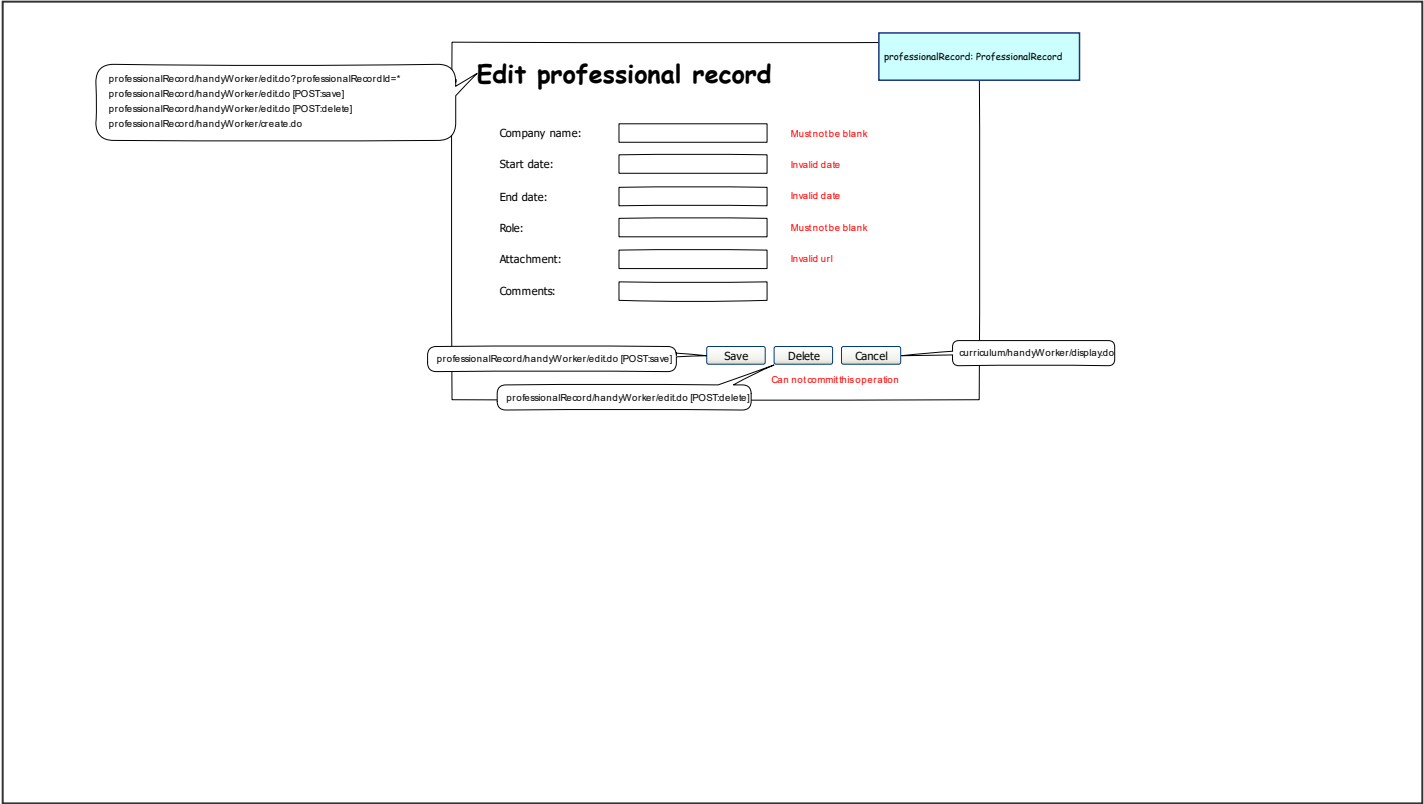 professionalRecord: ProfessionalRecord
Edit professional record
professionalRecord/handyWorker/edit.do?professionalRecordId=*
professionalRecord/handyWorker/edit.do [POST:save]
professionalRecord/handyWorker/edit.do [POST:delete]
professionalRecord/handyWorker/create.do
Company name: Must not be blank
Start date: Invalid date
End date: Invalid date
Role: Must not be blank
Attachment: Invalid url
Comments:
professionalRecord/handyWorker/edit.do [POST:save] Save Delete Cancel curriculum/handyWorker/display.do
Can not commit this operation
professionalRecord/handyWorker/edit.do [POST:delete]